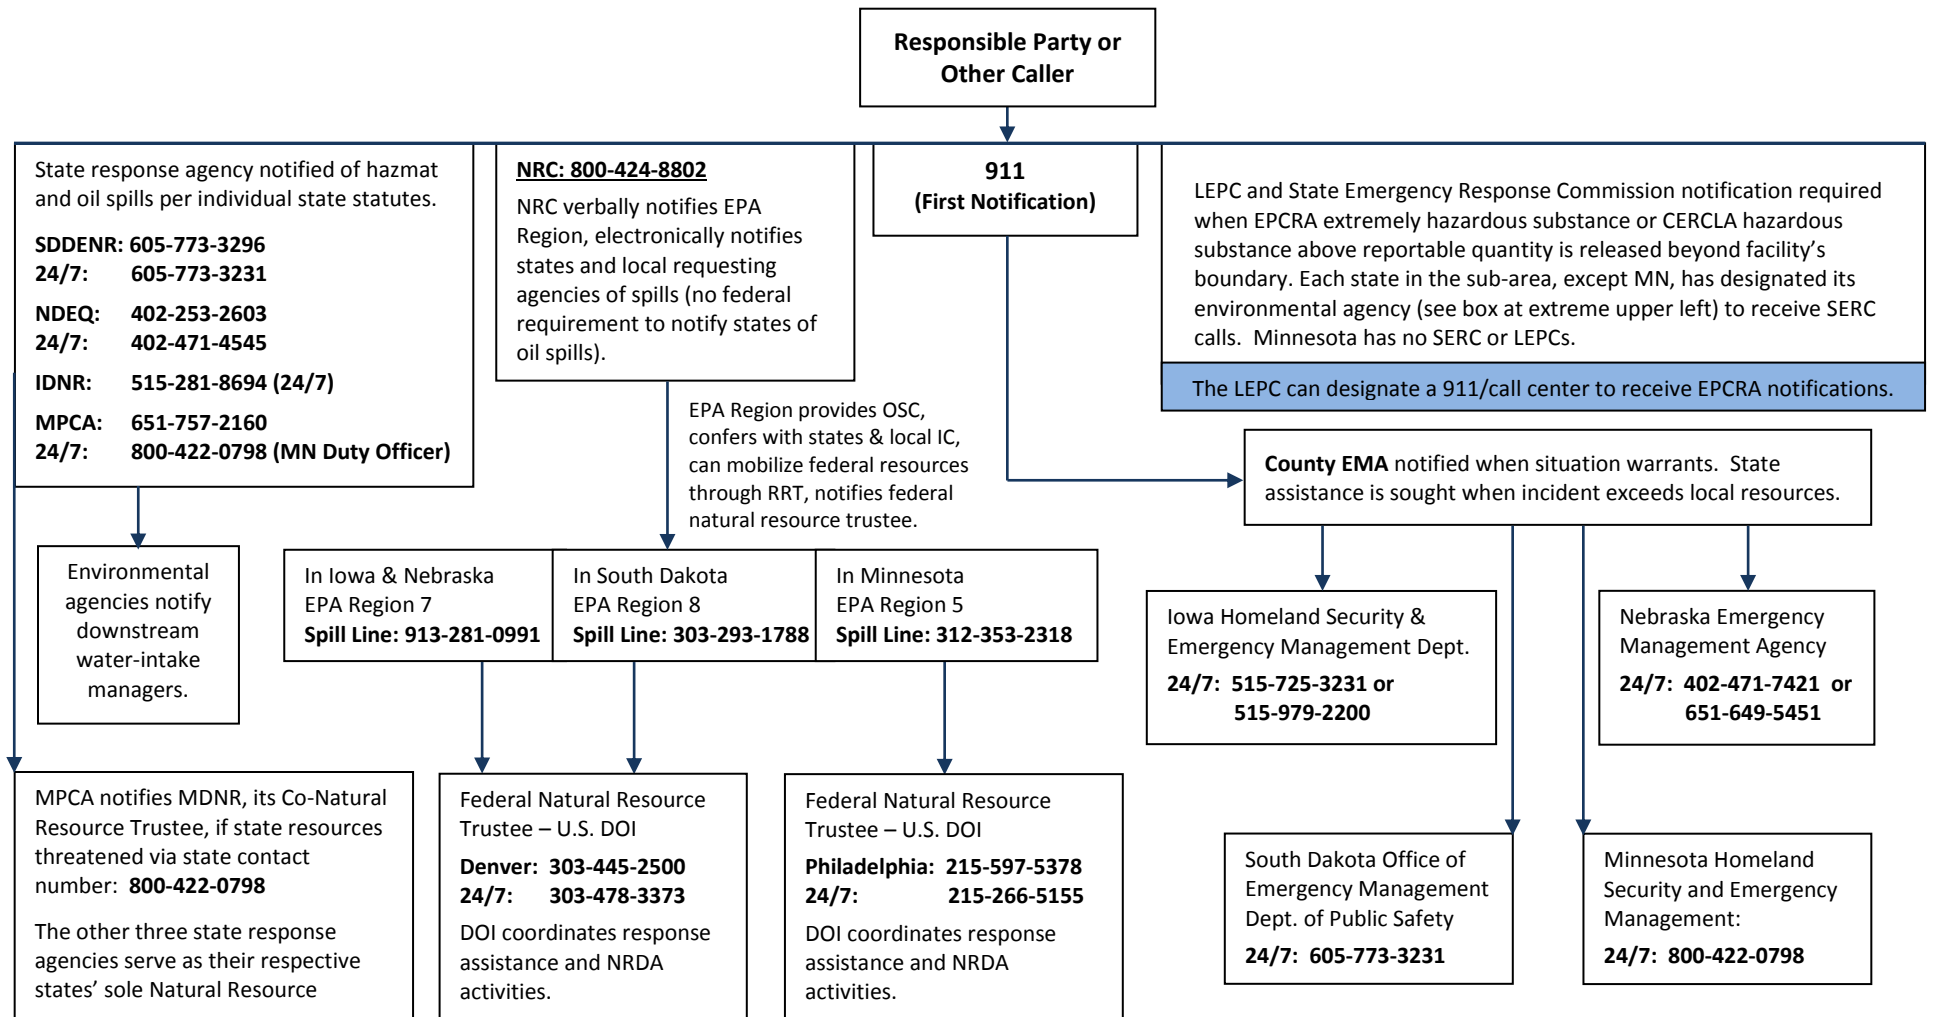 Responsible Party or
Other Caller
State response agency notified of hazmat
and oil spills per individual state statutes.
SDDENR: 605-773-3296
24/7: 605-773-3231
NDEQ: 402-253-2603
24/7: 402-471-4545
IDNR: 515-281-8694 (24/7)
MPCA: 651-757-2160
24/7: 800-422-0798 (MN Duty Officer)
NRC: 800-424-8802
NRC verbally notifies EPA
Region, electronically notifies
states and local requesting
agencies of spills (no federal
requirement to notify states of
oil spills).
911
(First Notification)
LEPC and State Emergency Response Commission notification required
when EPCRA extremely hazardous substance or CERCLA hazardous
substance above reportable quantity is released beyond facility’s
boundary. Each state in the sub-area, except MN, has designated its
environmental agency (see box at extreme upper left) to receive SERC
calls.  Minnesota has no SERC or LEPCs.
The LEPC can designate a 911/call center to receive EPCRA notifications.
EPA Region provides OSC,
confers with states & local IC,
can mobilize federal resources
through RRT, notifies federal
natural resource trustee.
County EMA notified when situation warrants.  State
assistance is sought when incident exceeds local resources.
Environmental
agencies notify
downstream
water-intake
managers.
In Iowa & Nebraska
EPA Region 7
Spill Line: 913-281-0991
In South Dakota
EPA Region 8
Spill Line: 303-293-1788
In Minnesota
EPA Region 5
Spill Line: 312-353-2318
Iowa Homeland Security &
Emergency Management Dept.
24/7:  515-725-3231 or
515-979-2200
Nebraska Emergency
Management Agency
24/7:  402-471-7421  or
651-649-5451
MPCA notifies MDNR, its Co-Natural
Resource Trustee, if state resources
threatened via state contact
number:  800-422-0798
The other three state response
agencies serve as their respective
states’ sole Natural Resource
Federal Natural Resource
Trustee – U.S. DOI
Denver:  303-445-2500
24/7: 303-478-3373
DOI coordinates response
assistance and NRDA
activities.
Federal Natural Resource
Trustee – U.S. DOI
Philadelphia:  215-597-5378
24/7: 215-266-5155
DOI coordinates response
assistance and NRDA
activities.
South Dakota Office of
Emergency Management
Dept. of Public Safety
24/7:  605-773-3231
Minnesota Homeland
Security and Emergency
Management:
24/7:  800-422-0798